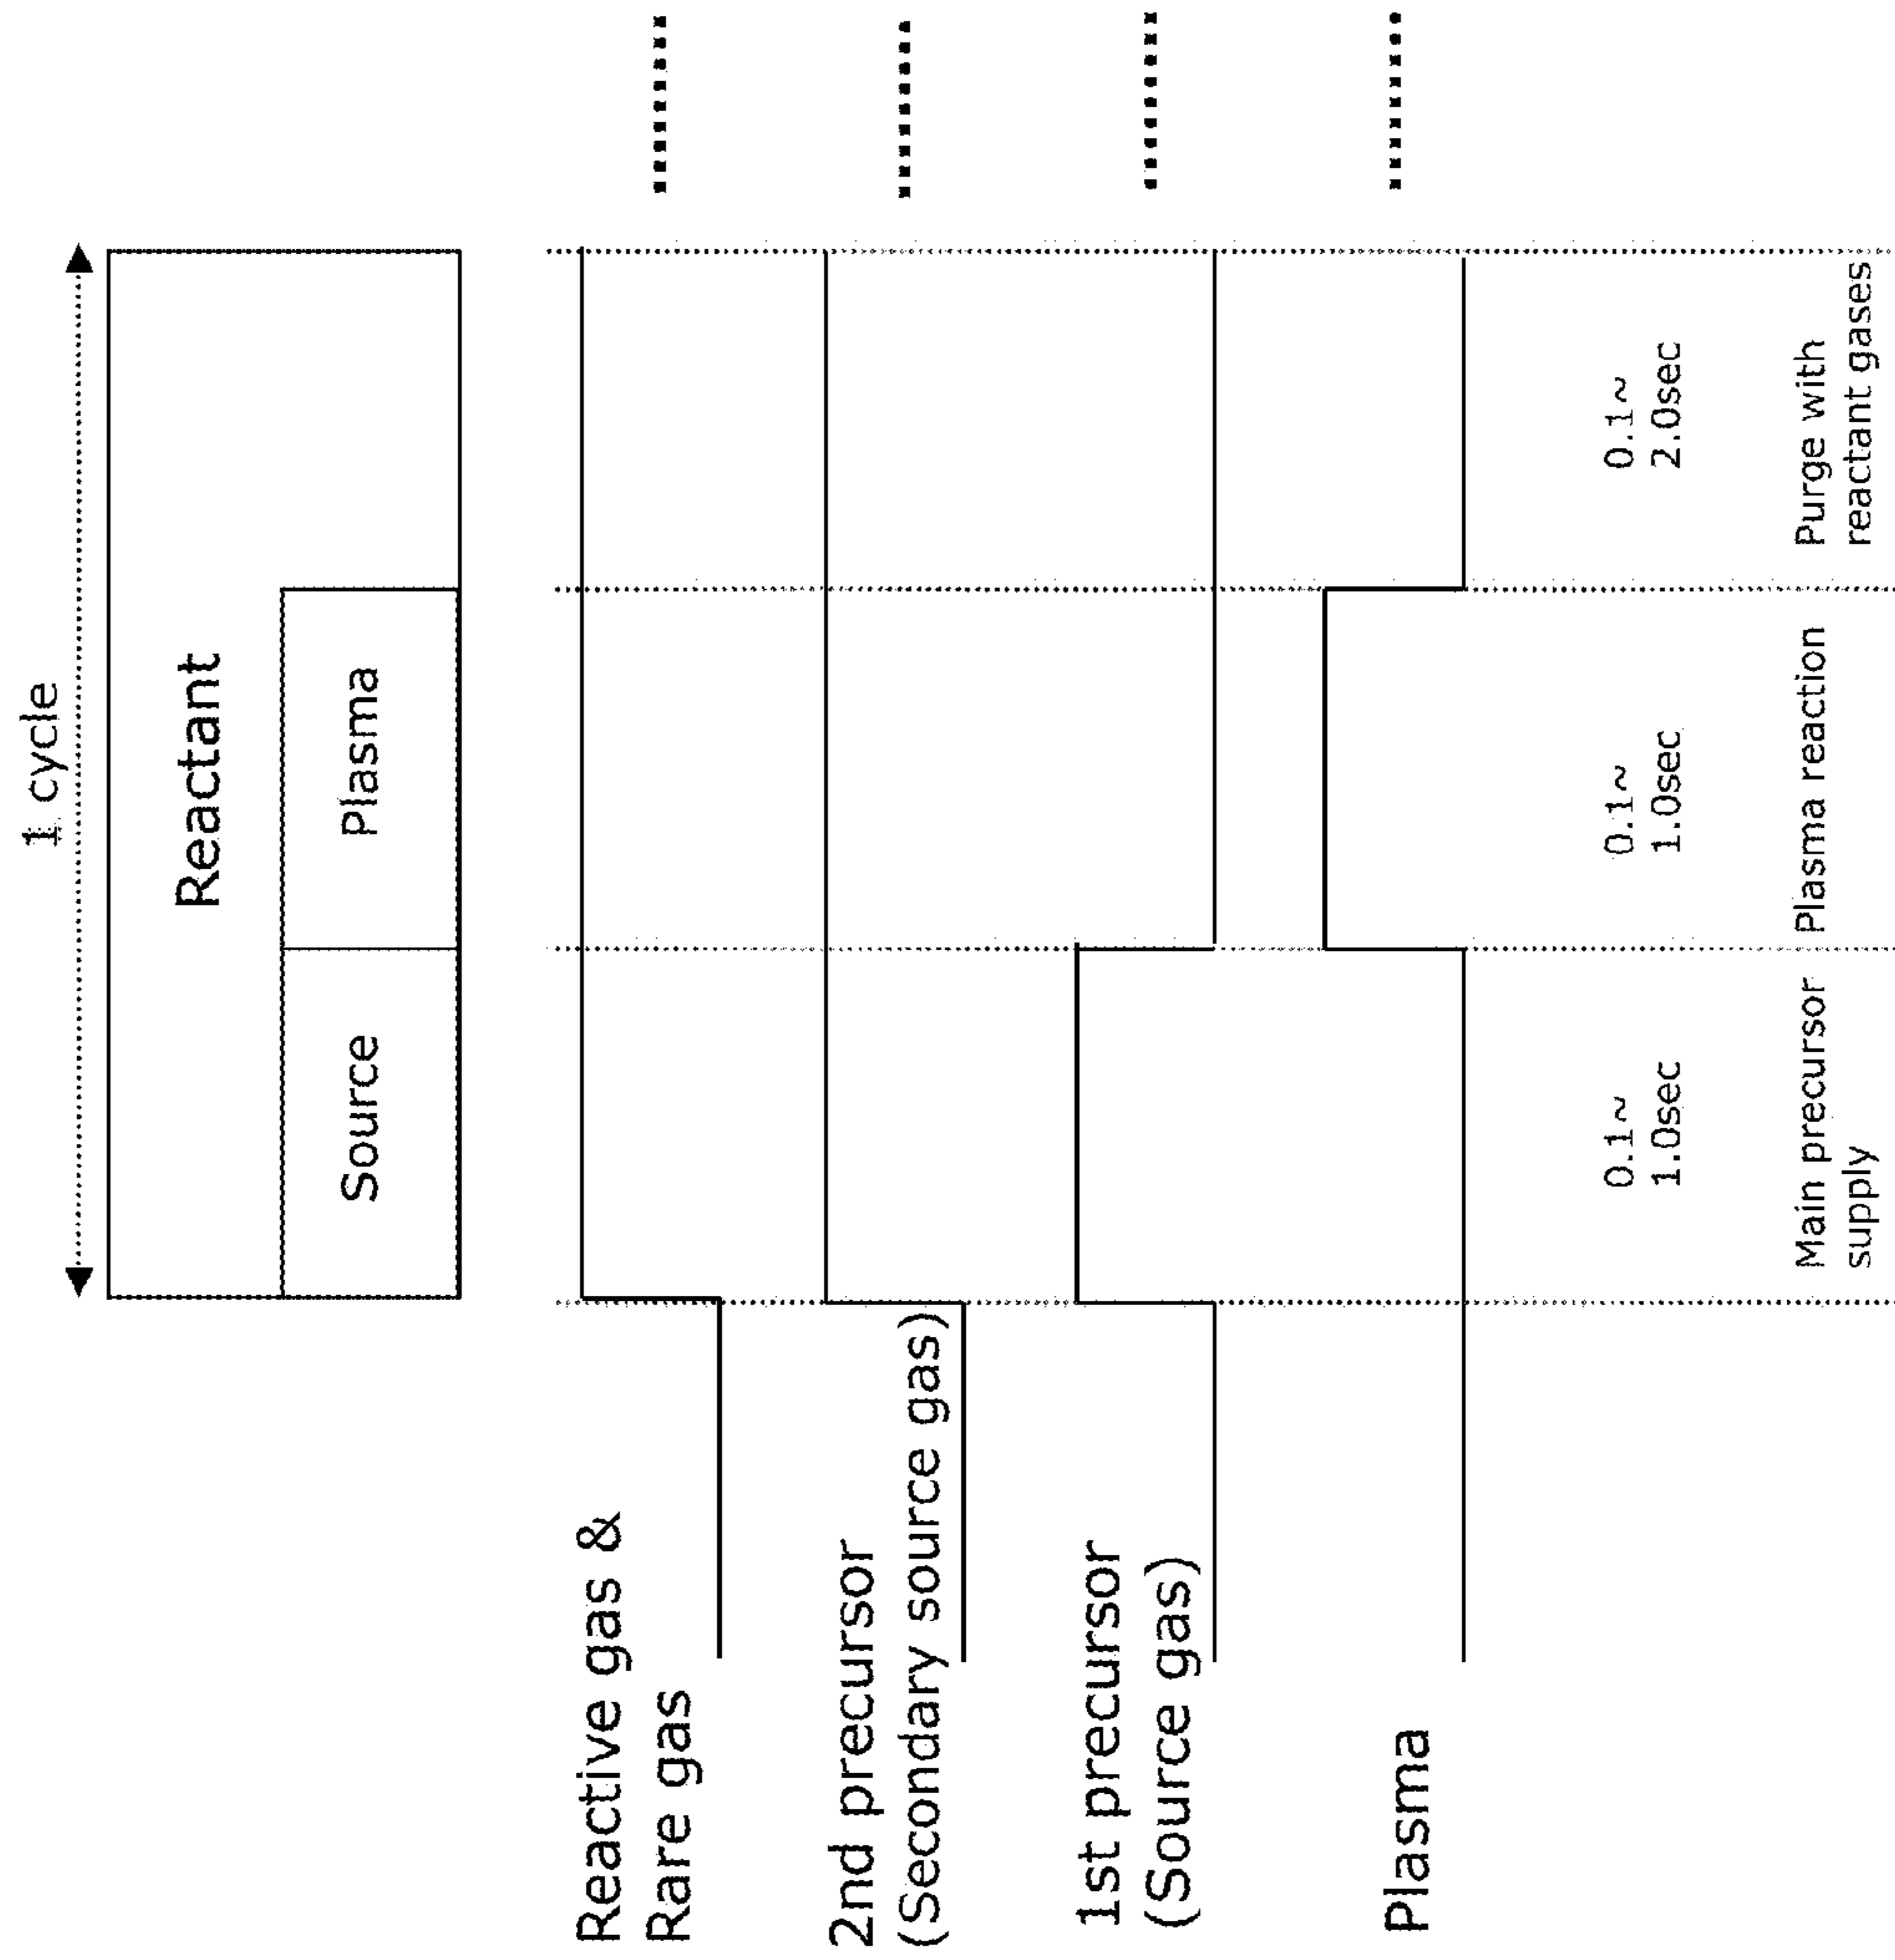 1 cycle
Reactant
Source
Plasma
Reactive gas &
Rare gas
2nd precursor
(Secondary source gas)
1st precursor
(Source gas)
Plasma
0.1~
1.0sec
0.1~
1.0sec
0.1~
2.0sec
Main precursor
supply
Plasma reaction
Purge with
reactant gases